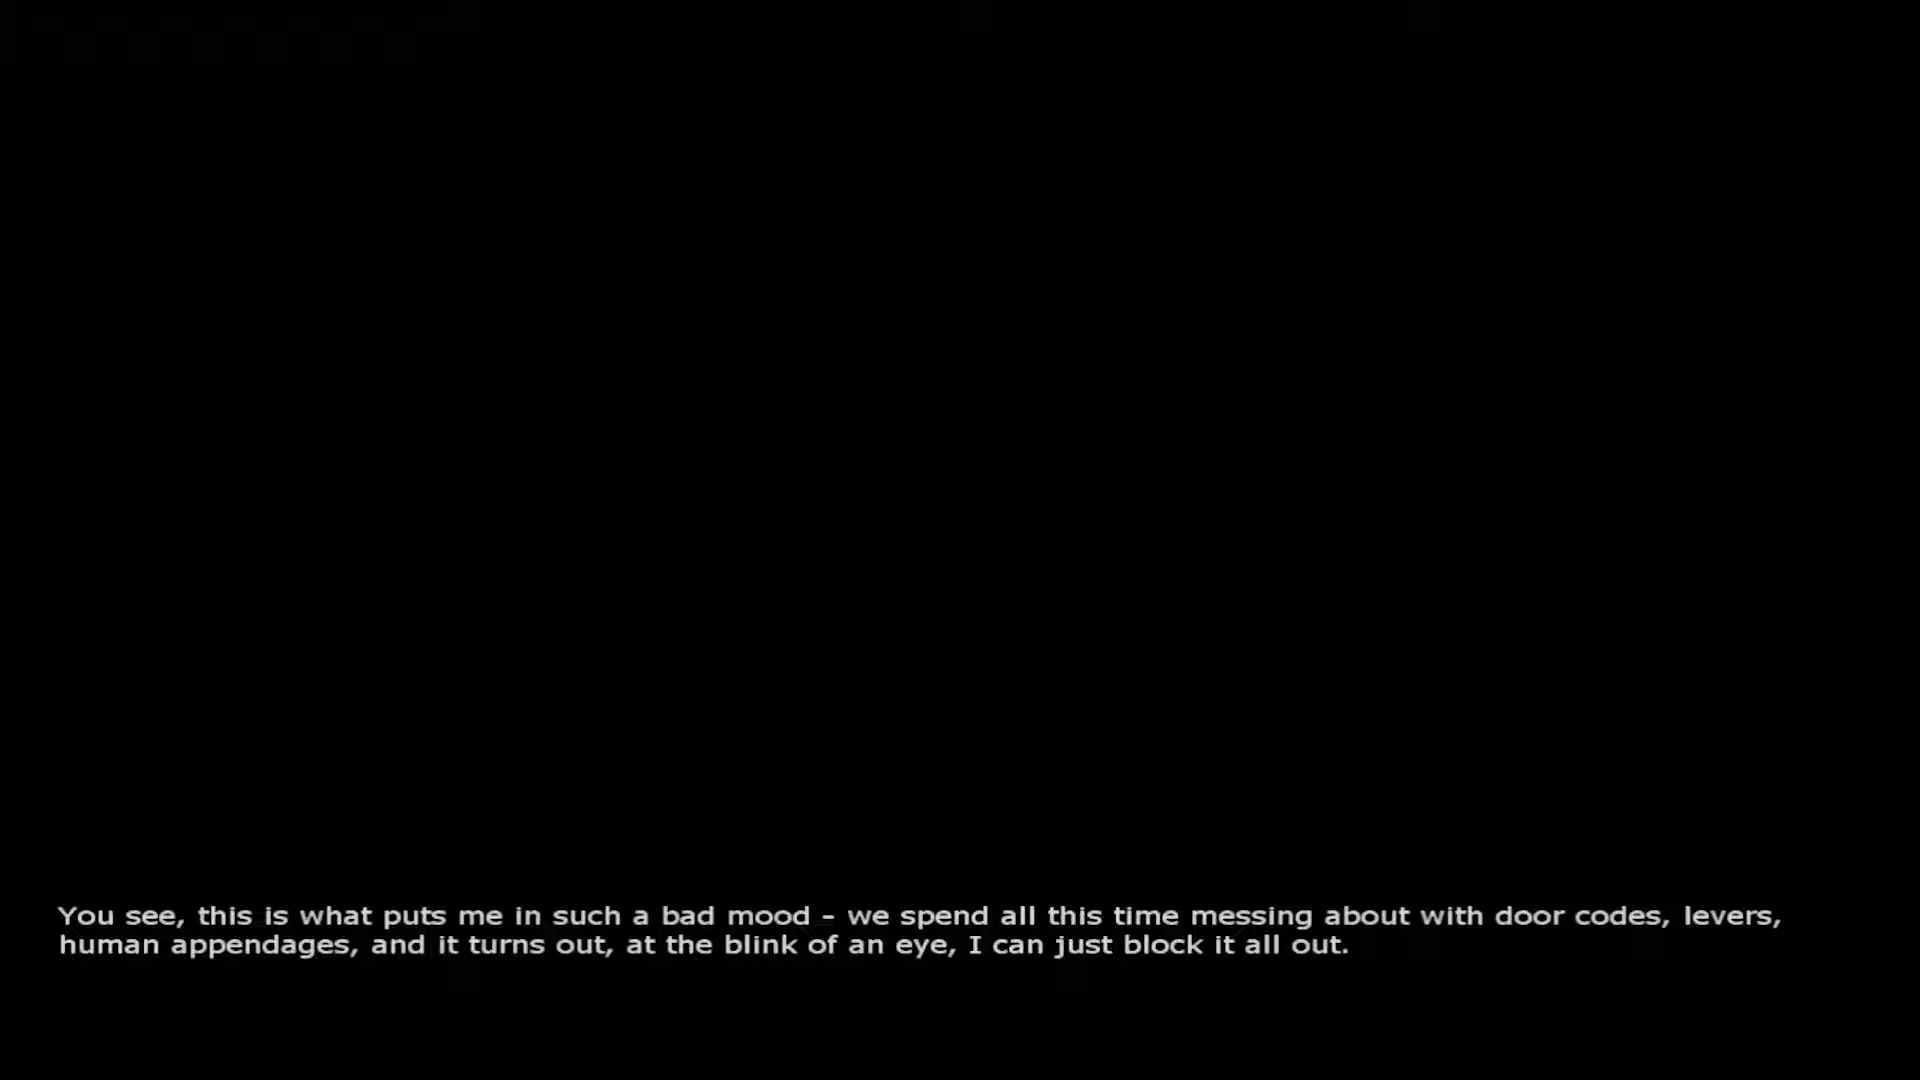 You see, this is what puts me in such a bad mood - we spend all this time messing about with door codes, levers,
human appendages, and it turns out, at the blink of an eye, I can just block it all out.